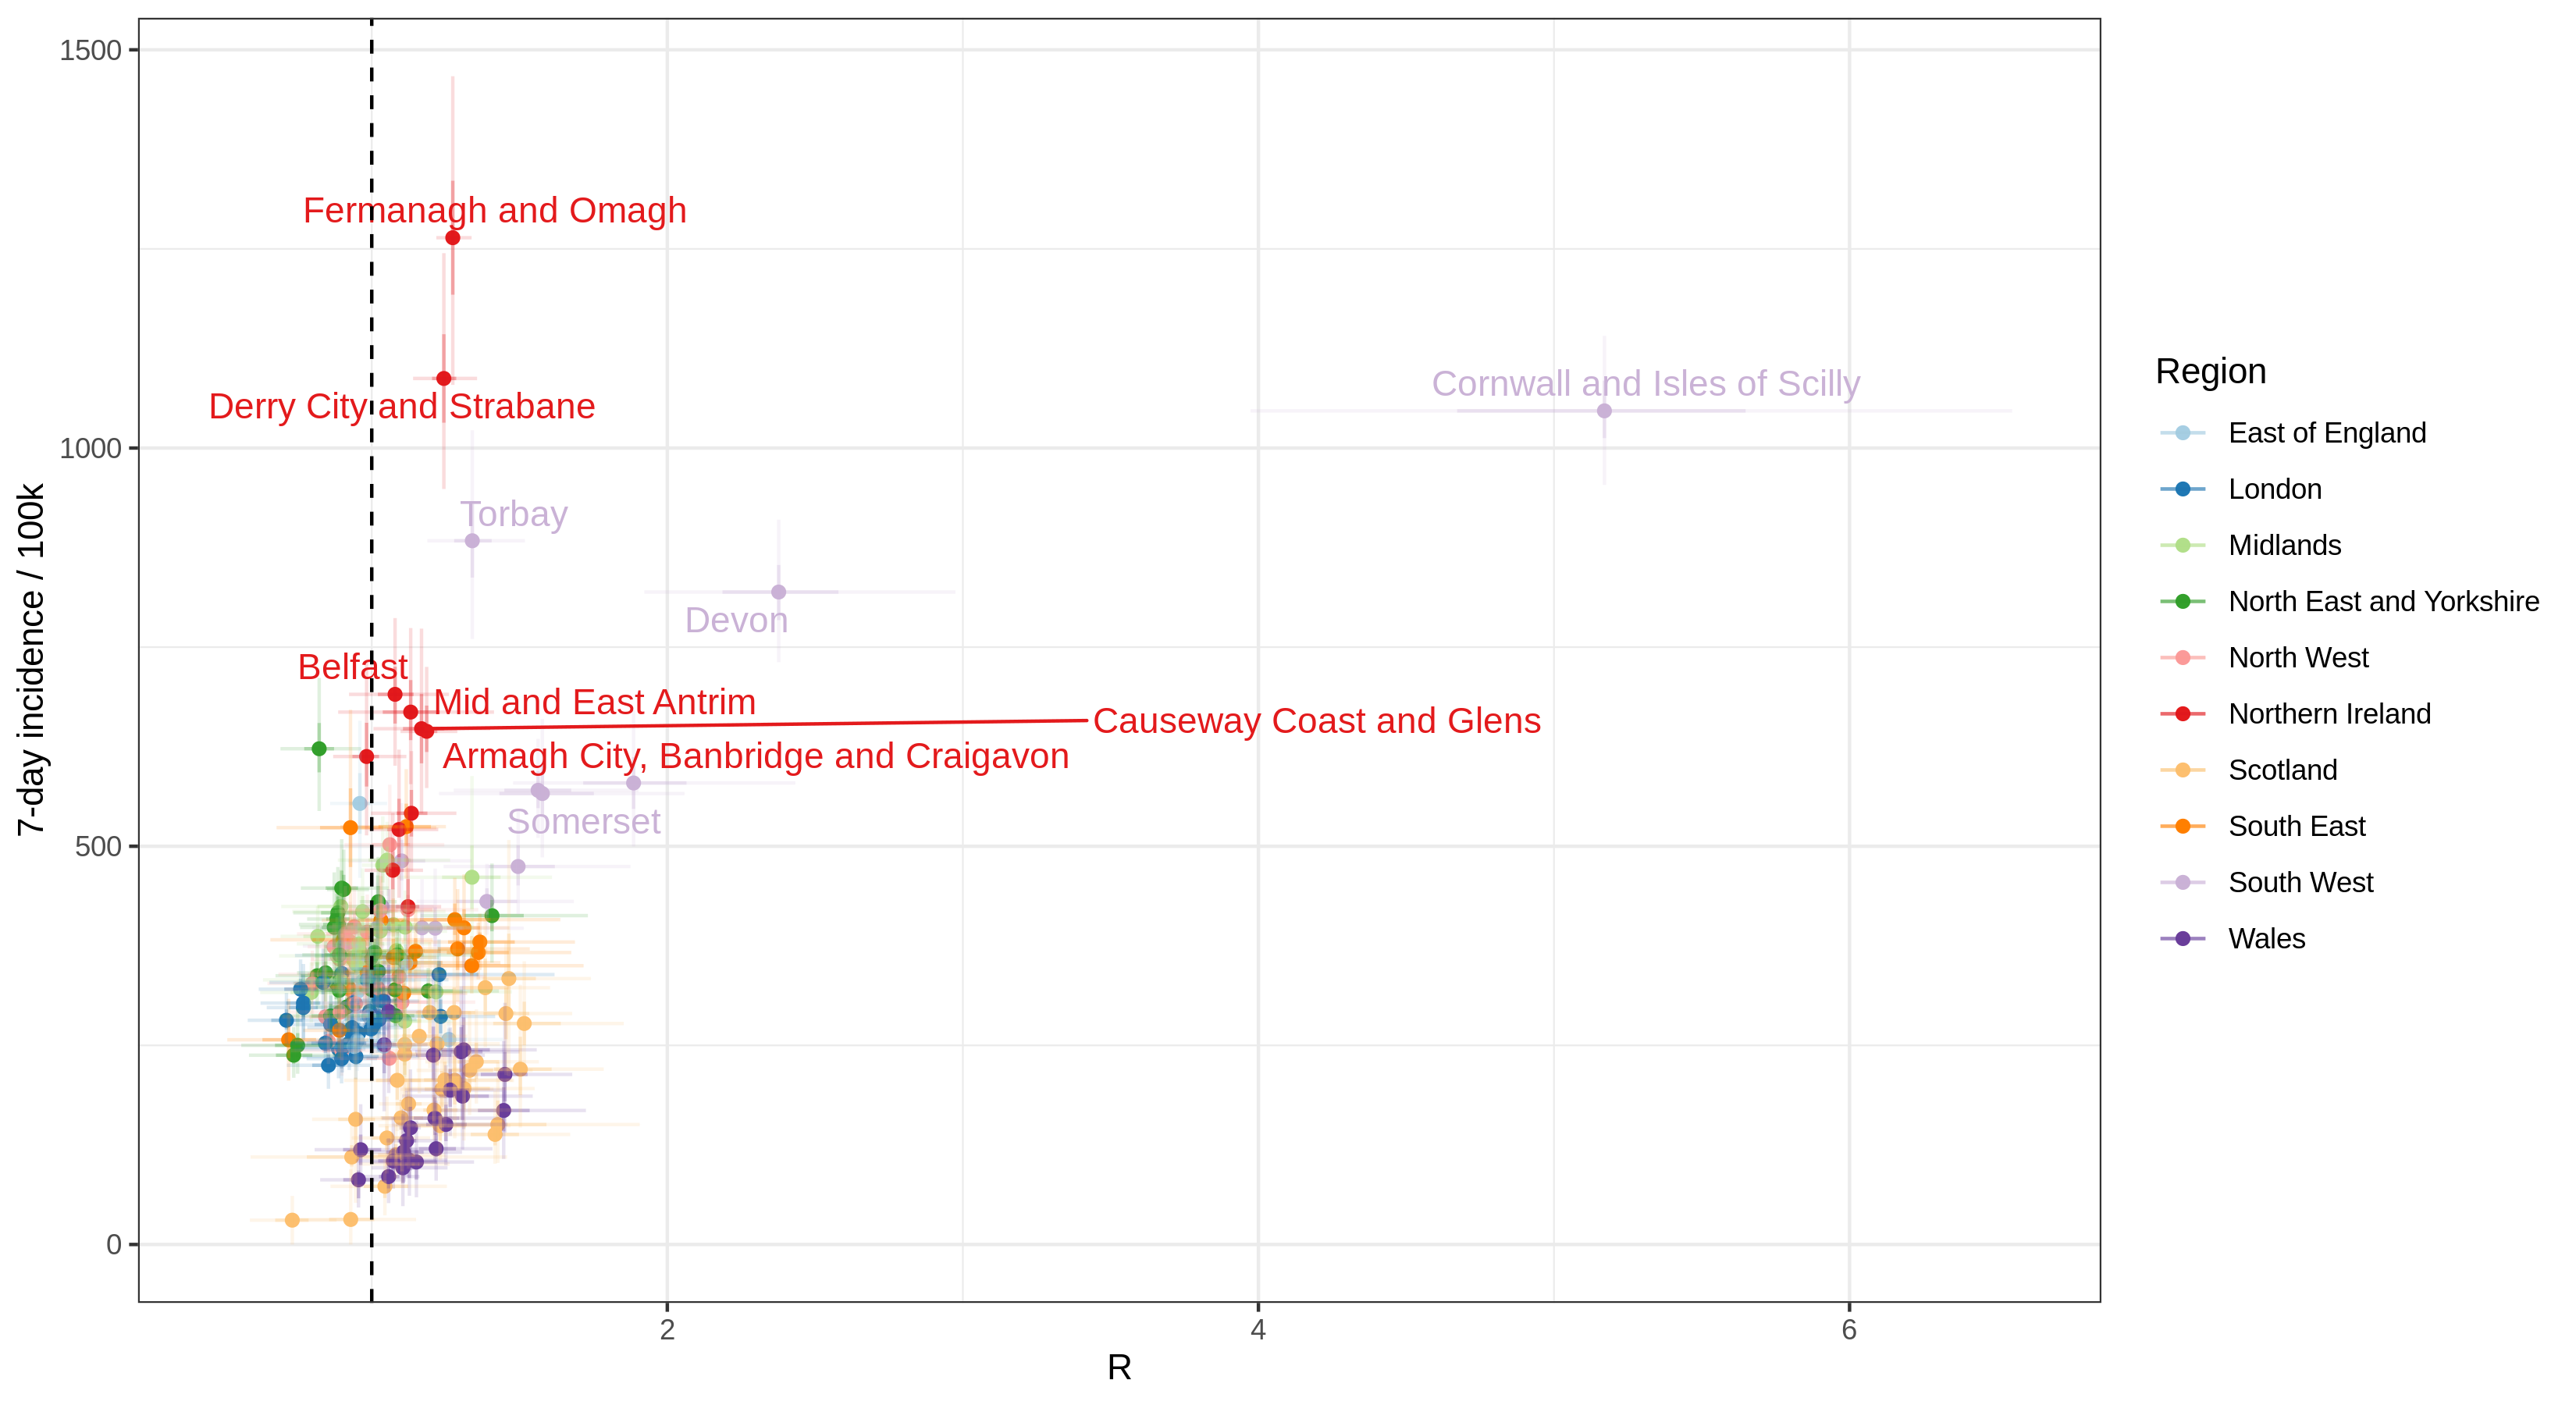 1500
1000
500
0
7-day incidence / 100k
Fermanagh and Omagh
Derry City and Strabane
Cornwall and Isles of Scilly
Torbay
Devon
Belfast
Mid and East Antrim
Causeway Coast and Glens
Armagh City, Banbridge and Craigavon
Somerset
2
4
6
R
Region
East of England
London
Midlands
North East and Yorkshire
North West
Northern Ireland
Scotland
South East
South West
Wales